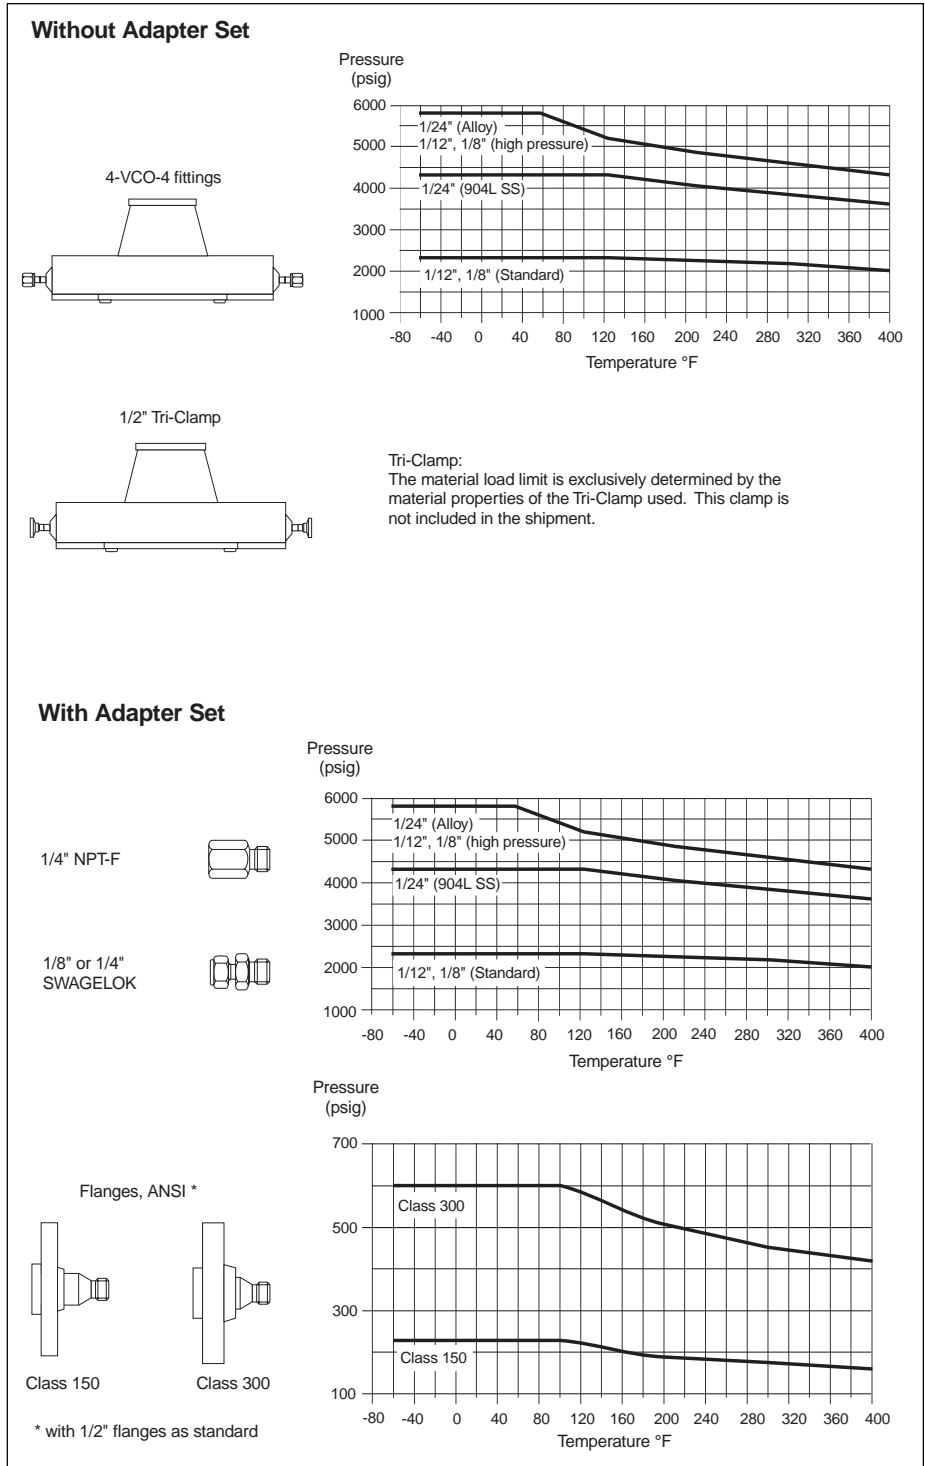 Without Adapter Set
Pressure
(psig)
6000
5000
4000
3000
2000
1000
1/24" (Alloy)
1/12", 1/8" (high pressure)
1/24" (904L SS)
1/12", 1/8" (Standard)
-80 -40 0 40 80 120 160 200 240 280 320 360 400
Temperature °F
4-VCO-4 fittings
1/2" Tri-Clamp
Tri-Clamp:
The material load limit is exclusively determined by the
material properties of the Tri-Clamp used. This clamp is
not included in the shipment.
With Adapter Set
1/4" NPT-F
1/8" or 1/4"
SWAGELOK
Pressure
(psig)
6000
5000
4000
3000
2000
1000
1/24" (Alloy)
1/12", 1/8" (high pressure)
1/24" (904L SS)
1/12", 1/8" (Standard)
-80 -40 0 40 80 120 160 200 240 280 320 360 400
Temperature °F
Flanges, ANSI *
Class 150
Class 300
* with 1/2" flanges as standard
Pressure
(psig)
700
500
300
100
Class 300
Class 150
-80 -40 0 40 80 120 160 200 240 280 320 360 400
Temperature °F